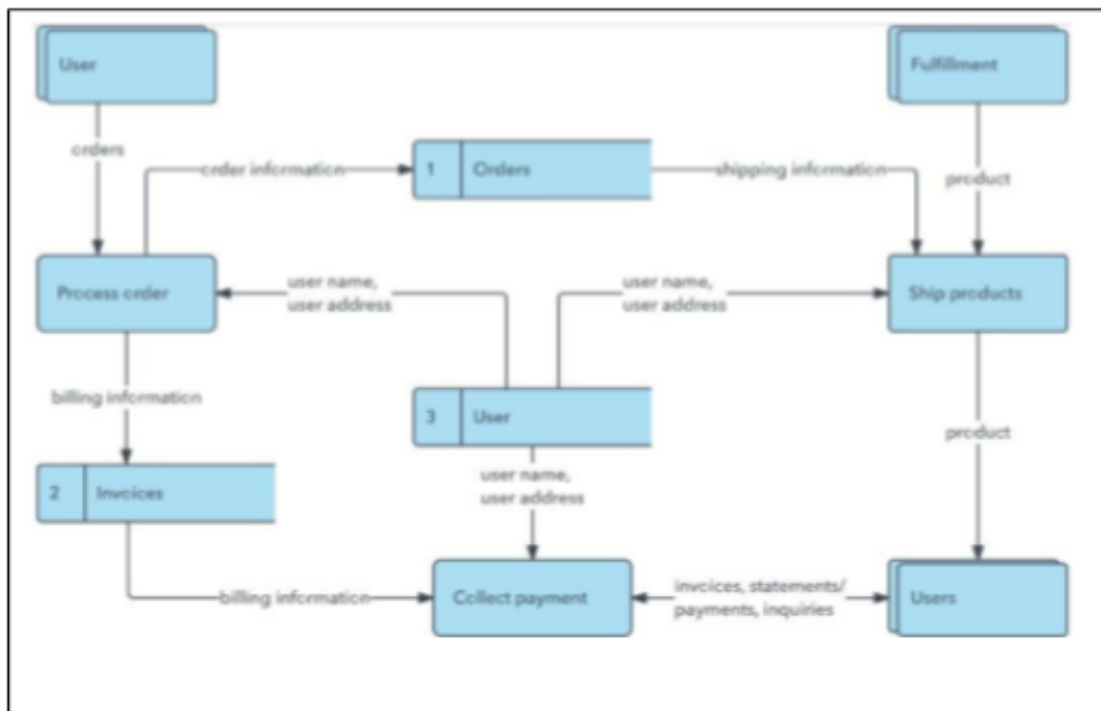 User
Fulfillment
orders
order information
1
Orders
shipping information
product
Process order
user name,
user address
user name,
user address
Ship products
billing information
3
User
product
user name,
user address
2
Invoices
billing information
Collect payment
invoices, statements/
payments, inquiries
Users